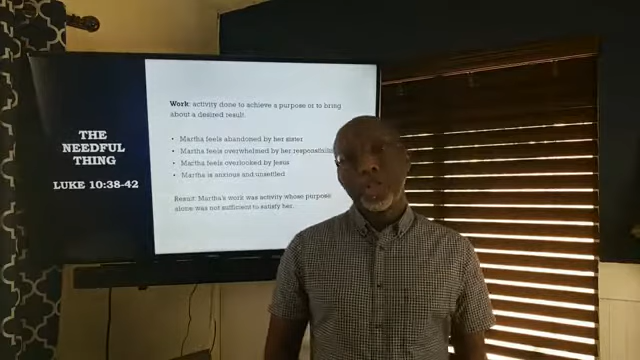 THE
NEEDFUL
THING
LUKE 10:38-42
Work: activity done to achieve a purpose or to bring
about a desired result.
• Martha feels abandoned by her sister
• Martha feels overwhelmed by her
• Martha feels overlooked by Jesus
• Martha is anxious and unsettled
Result: Martha's work was activity whose purpose
alone was not sufficient to satisfy her.